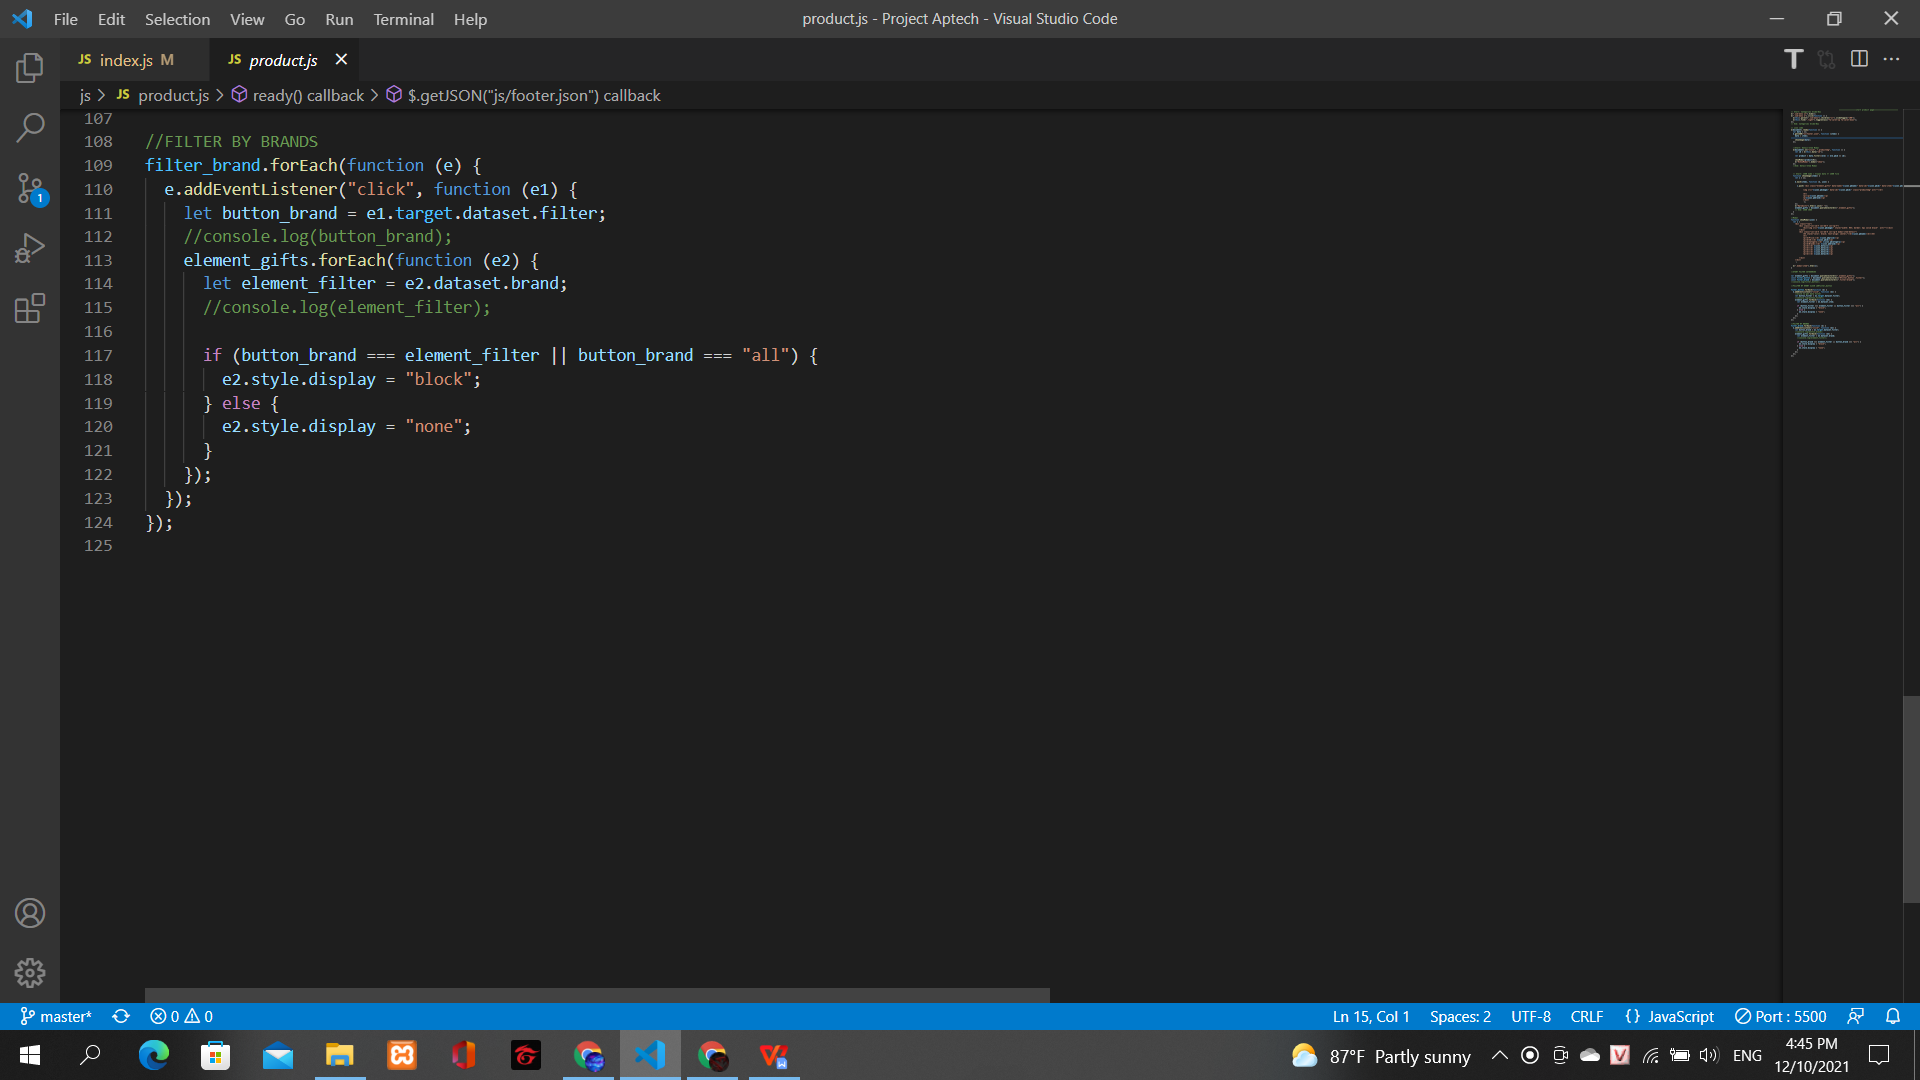 File Edit Selection View Go Run Terminal Help product.js - Project Aptech - Visual Studio Code
JS index.js M JS product.js
js > JS product.js > ready() callback > $.getJSON("js/footer.json") callback
107
108 //FILTER BY BRANDS
109 filter_brand.forEach(function (e) {
110 e.addEventListener("click", function (e1) {
111 let button_brand = e1.target.dataset.filter;
112 //console.log(button_brand);
113 element_gifts.forEach(function (e2) {
114 let element_filter = e2.dataset.brand;
115 //console.log(element_filter);
116
117 if (button_brand === element_filter || button_brand === "all") {
118 e2.style.display = "block";
119 } else {
120 e2.style.display = "none";
121 }
122 });
123 });
124 });
125
1
master* 0 0 Ln 15, Col 1 Spaces: 2 UTF-8 CRLF {} JavaScript Port : 5500
87°F Partly sunny ENG 4:45 PM
12/10/2021